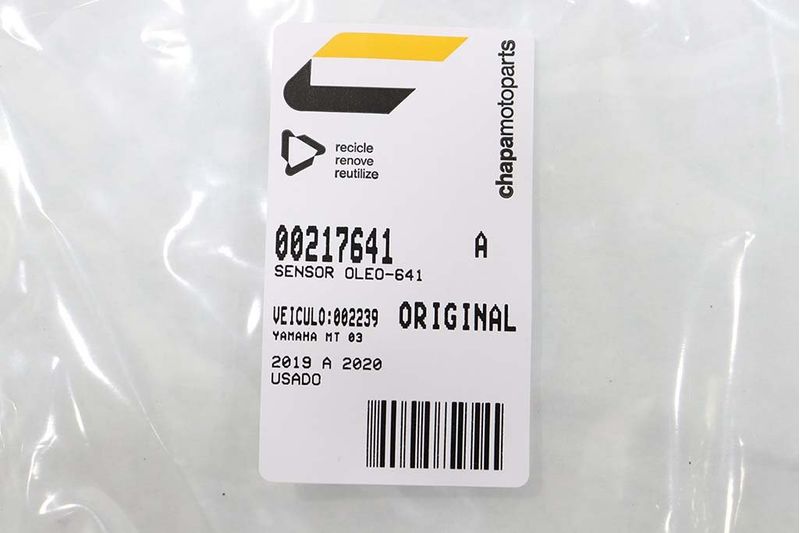 chapamotoparts
recicle
renove
reutilize
00217641 A
SENSOR OLEO-641
VEICULO:002239 ORIGINAL
YAMAHA MT 03
2019 A 2020
USADO